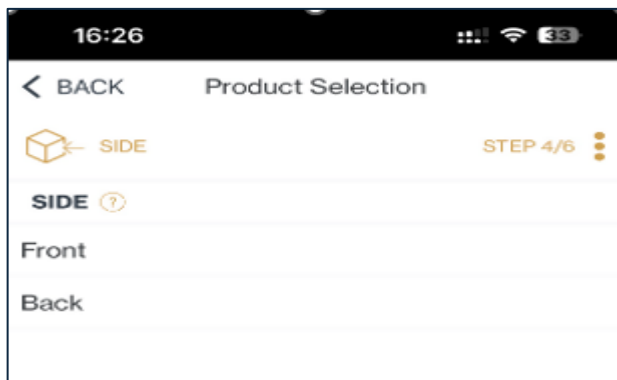 16:26 33
BACK Product Selection
SIDE STEP 4/6
SIDE ?
Front
Back